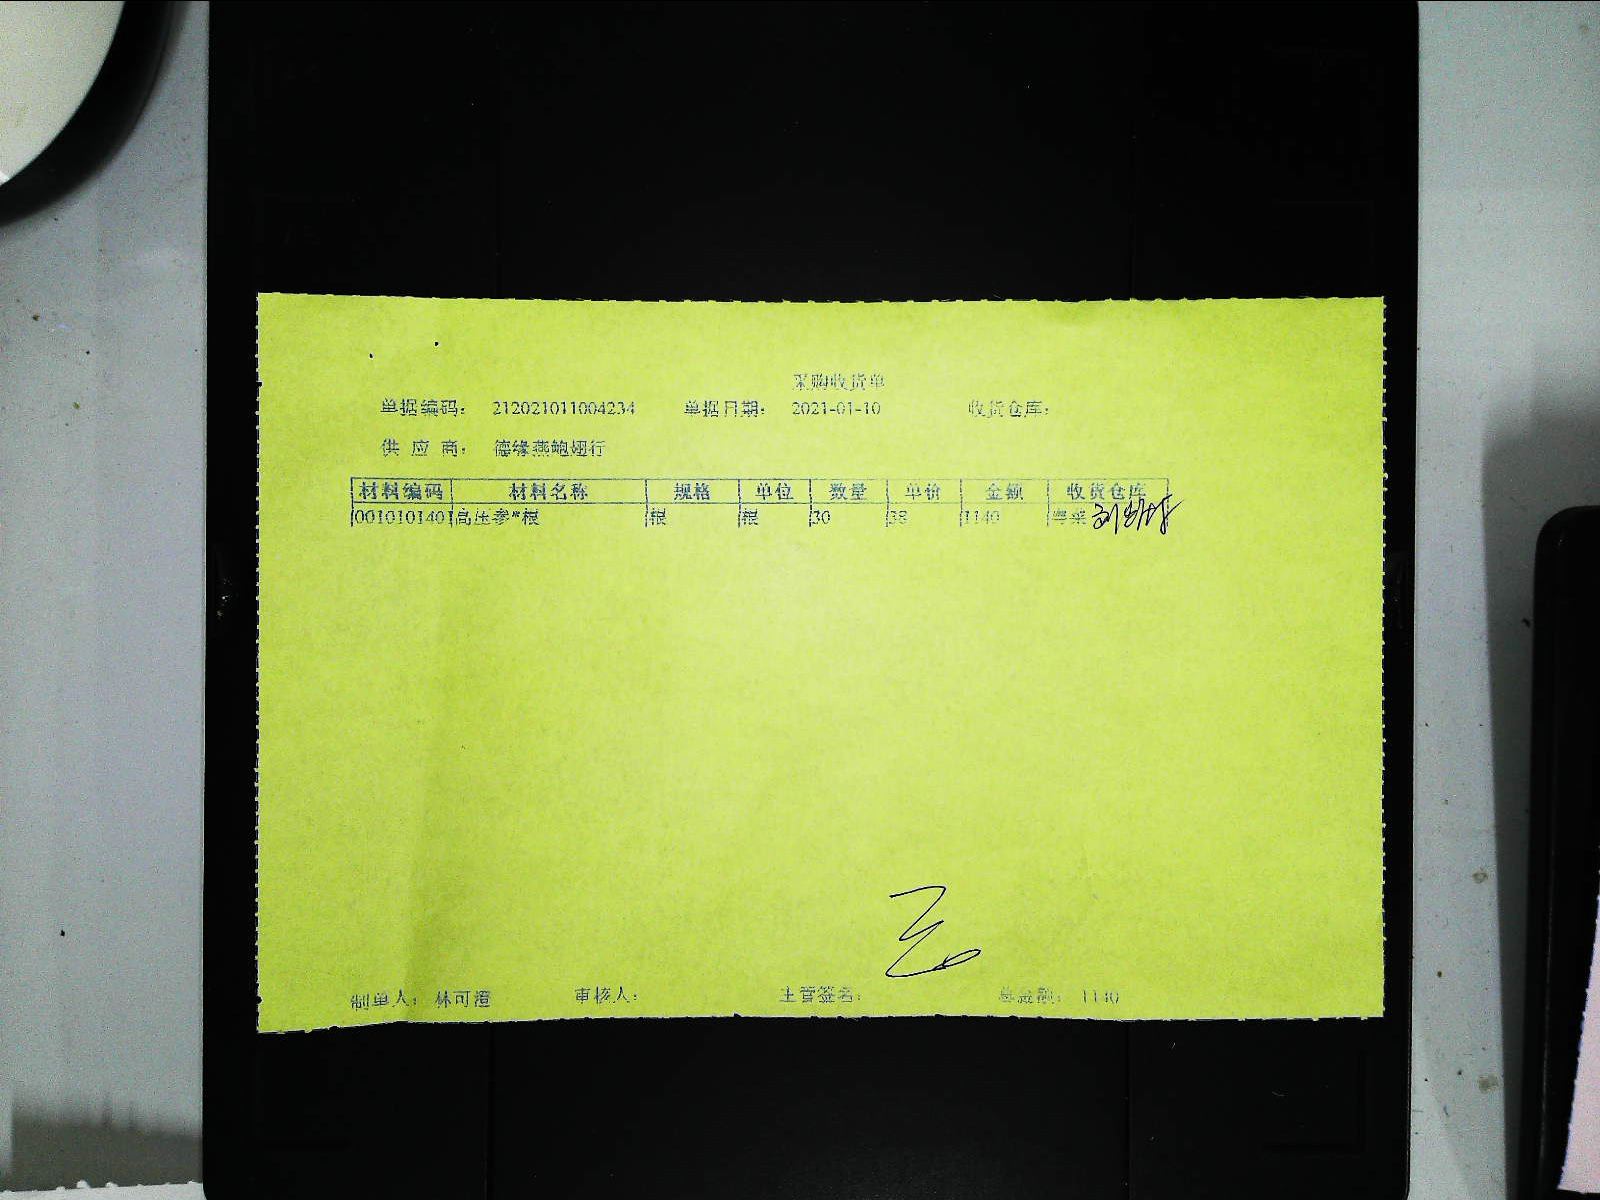 采购收货单
单据编码： 212021011004234 单据日期： 2021-01-10 收货仓库：
供 应 商： 德缘燕鲍翅行
材料编码 材料名称 规格 单位 数量 单价 金额 收货仓库
0010101401 高压参*根 根 根 30 38 1140 粤菜
制单人： 林可澄 审核人： 主管签名： 总金额： 1140